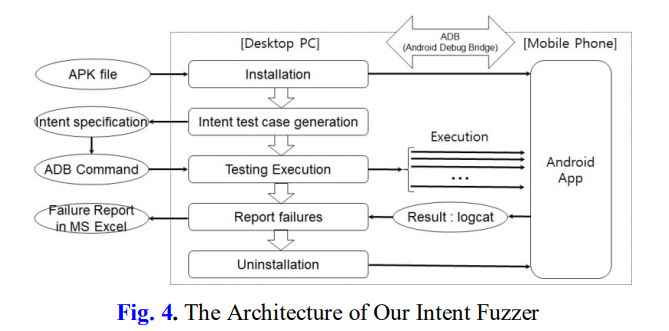 ADB
(Android Debug Bridge)
[Desktop PC]
[Mobile Phone]
APK file
Installation
Intent specification
Intent test case generation
Execution
ADB Command
Testing Execution
...
Android
App
Failure Report
in MS Excel
Report failures
Result : logcat
Uninstallation
Fig. 4. The Architecture of Our Intent Fuzzer